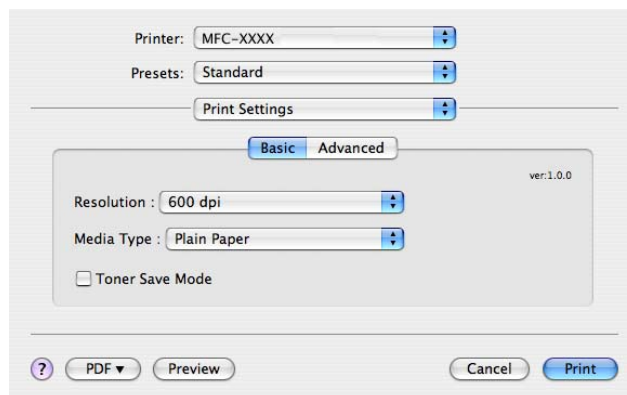 Printer: MFC-XXXX
Presets: Standard
Print Settings
Basic Advanced
ver:1.0.0
Resolution : 600 dpi
Media Type : Plain Paper
Toner Save Mode
? PDF ▼ Preview Cancel Print